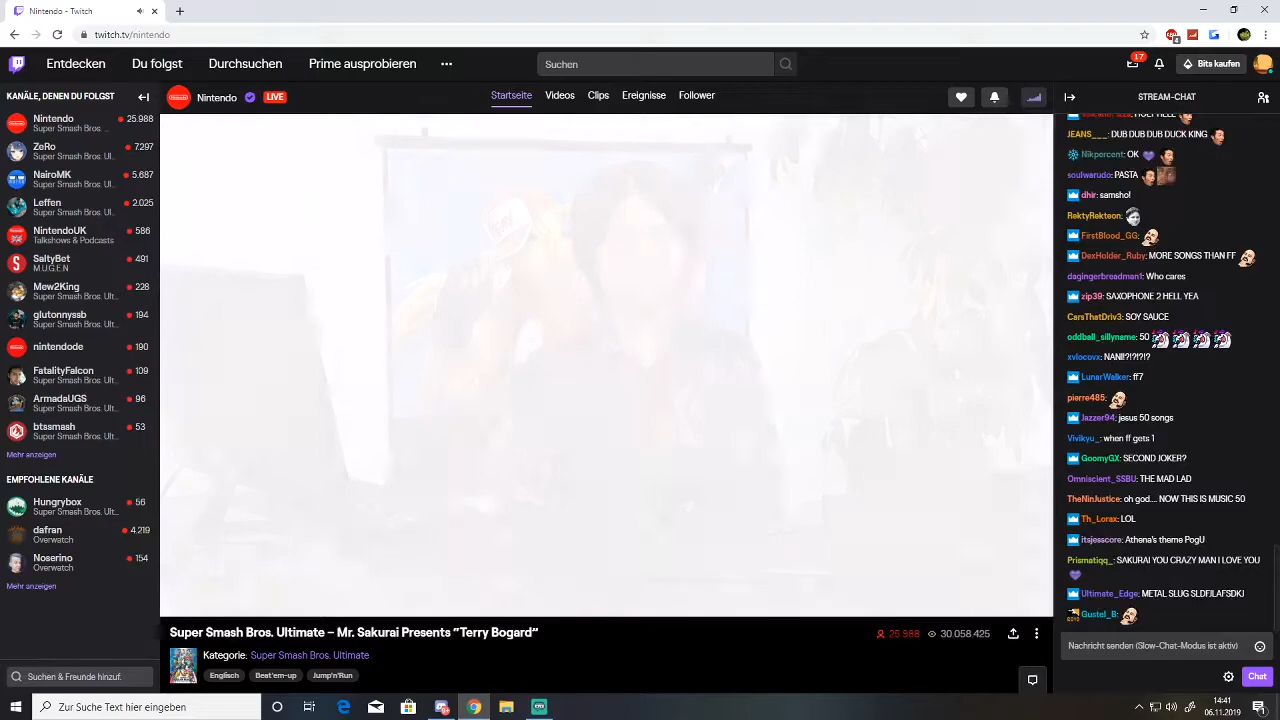 Nintendo - Twitch
twitch.tv/nintendo
Entdecken
Du folgst
Durchsuchen
Prime ausprobieren
Suchen
17
Bits kaufen
KANÄLE, DENEN DU FOLGST
Nintendo 25.988
Super Smash Bros. ...
ZeRo 7297
Super Smash Bros. Ul...
NairoMK 5.687
Super Smash Bros. Ul...
Leffen 2.025
Super Smash Bros. Ul...
NintendoUK 586
Talkshows & Podcasts
SaltyBot 491
M.U.G.E.N
Mew2King 228
Super Smash Bros. Ult...
glutonnyssb 194
Super Smash Bros. Ult...
nintendode 190
FatalityFalcon 109
Super Smash Bros. Ult...
ArmadaUGS 96
Super Smash Bros. Ult...
btssmash 53
Super Smash Bros. Ult...
Mehr anzeigen
EMPFOHLENE KANÄLE
Hungrybox 56
Super Smash Bros. Ult...
dafran 4.219
Overwatch
Noserino 154
Overwatch
Mehr anzeigen
Suchen & Freunde hinzuf.
Nintendo LIVE
Startseite
Videos
Clips
Ereignisse
Follower
Super Smash Bros. Ultimate – Mr. Sakurai Presents "Terry Bogard"
25 988 30.058.425
Kategorie: Super Smash Bros. Ultimate
Englisch Beat'em-up Jump'n'Run
STREAM-CHAT
JEANS___: DUB DUB DUB DUCK KING
Nikpercent: OK
soulwarudo: PASTA
dhir: samsho!
RektyRekteon:
FirstBlood_GG:
DexHolder_Ruby: MORE SONGS THAN FF
dagingerbreadman1: Who cares
zip39: SAXOPHONE 2 HELL YEA
CarsThatDriv3: SOY SAUCE
oddball_sillyname: 50
xvlocovx: NANI!?!?!?!?
LunarWalker: ff7
pierre485:
Jazzer94: jesus 50 songs
Vivikyu_: when ff gets 1
GoomyGX: SECOND JOKER?
Omniscient_SSBU: THE MAD LAD
TheNinJustice: oh god.... NOW THIS IS MUSIC 50
Th_Lorax: LOL
itsjesscore: Athena's theme PogU
Prismatiqq_: SAKURAI YOU CRAZY MAN I LOVE YOU
Ultimate_Edge: METAL SLUG SLDFJLAFSDKJ
Gustel_B:
Nachricht senden (Slow-Chat-Modus ist aktiv)
Chat
Zur Suche Text hier eingeben
14:41
06.11.2019